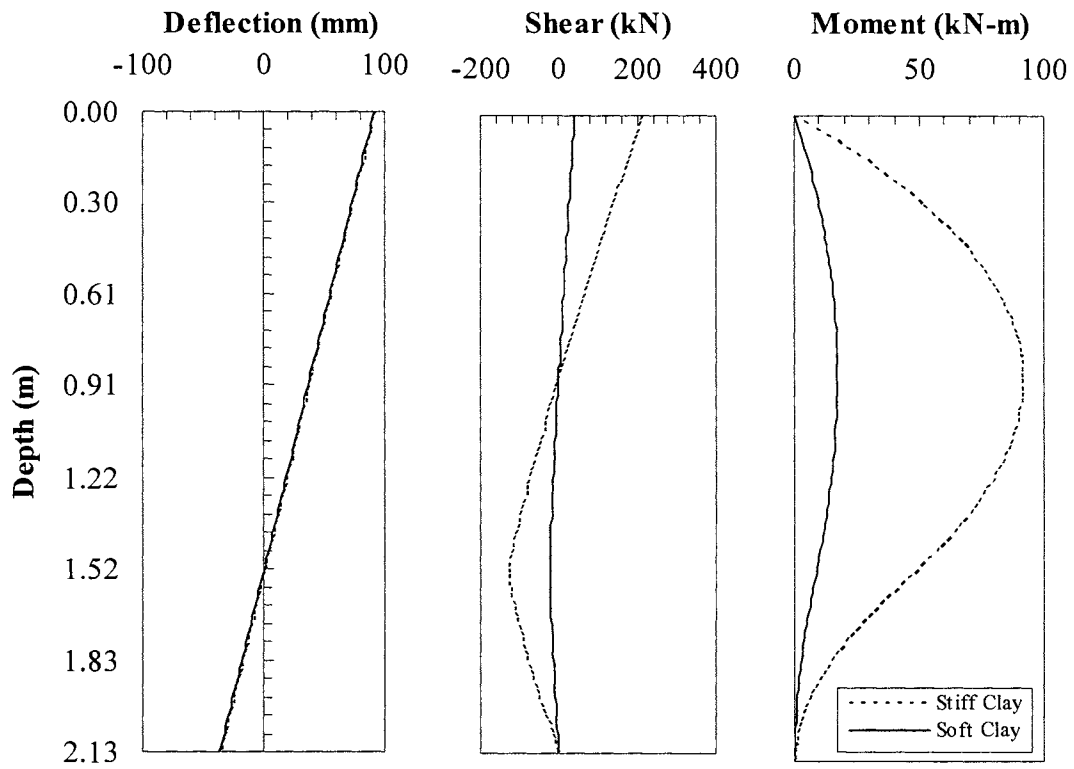 Deflection (mm)
-100 0 100
Shear (kN)
-200 0 200 400
Moment (kN-m)
0 50 100
Depth (m)
0.00
0.30
0.61
0.91
1.22
1.52
1.83
2.13
Stiff Clay
Soft Clay